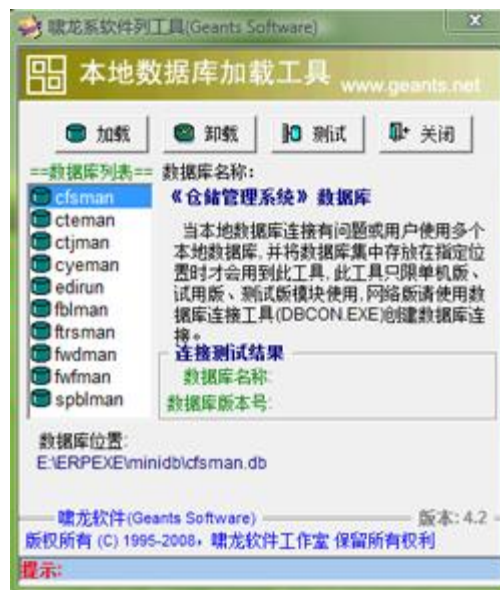 啸龙系软件列工具(Geants Software)
本地数据库加载工具 www.geants.net
加载 卸载 测试 关闭
==数据库列表== 数据库名称:
cfsman
cteman
ctjman
cyeman
edirun
fblman
ftrsman
fwdman
fwfman
spblman
《仓储管理系统》数据库
当本地数据库连接有问题或用户使用多个
本地数据库,并将数据库集中存放在指定位
置时才会用到此工具,此工具只限单机版、
试用版、测试版模块使用,网络版请使用数
据库连接工具(DBCON.EXE)创建数据库连
接。
连接测试结果
数据库名称:
数据库版本号:
数据库位置:
E:\ERPEXE\minidb\cfsman.db
啸龙软件(Geants Software) 版本: 4.2
版权所有 (C) 1995-2008, 啸龙软件工作室 保留所有权利
提示: